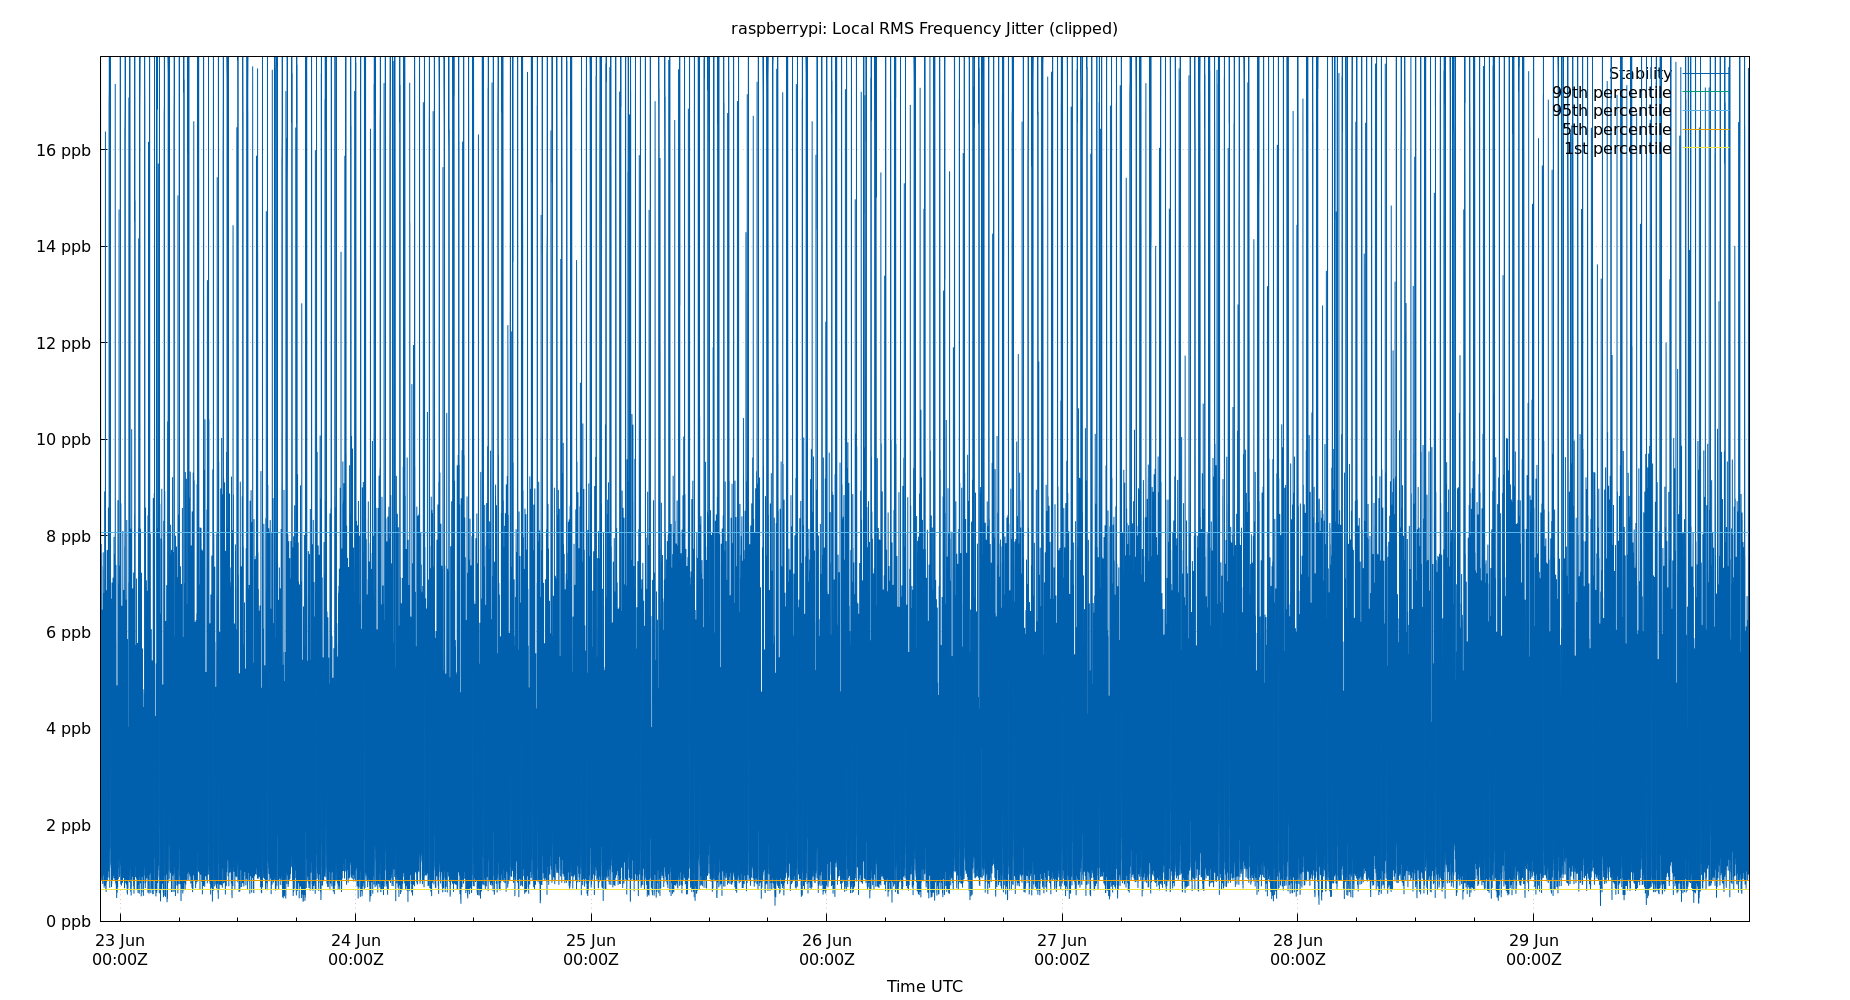 raspberrypi: Local RMS Frequency Jitter (clipped)
Stability
99th percentile
95th percentile
5th percentile
1st percentile
16 ppb
14 ppb
12 ppb
10 ppb
8 ppb
6 ppb
4 ppb
2 ppb
0 ppb
23 Jun 24 Jun 25 Jun 26 Jun 27 Jun 28 Jun 29 Jun
00:00Z 00:00Z 00:00Z 00:00Z 00:00Z 00:00Z 00:00Z
Time UTC